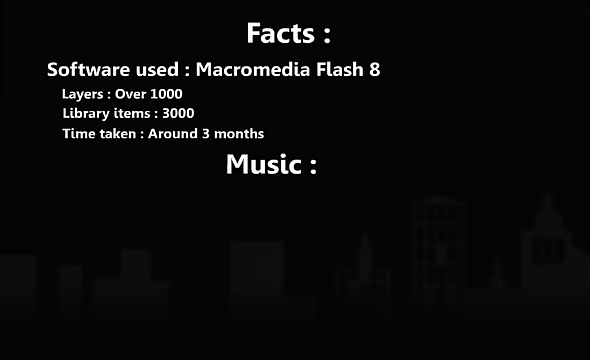 Facts :
Software used : Macromedia Flash 8
Layers : Over 1000
Library items : 3000
Time taken : Around 3 months
Music :